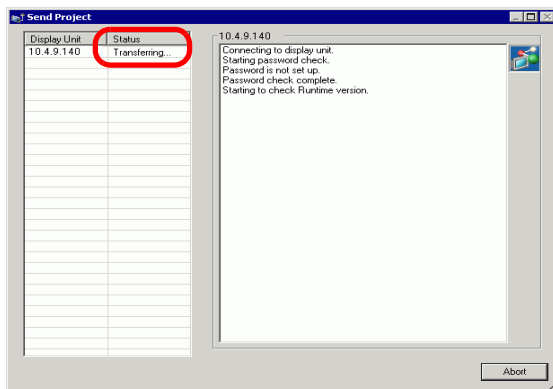 Send Project
Display Unit Status
10.4.9.140 Transferring...
10.4.9.140
Connecting to display unit.
Starting password check.
Password is not set up.
Password check complete.
Starting to check Runtime version.
Abort